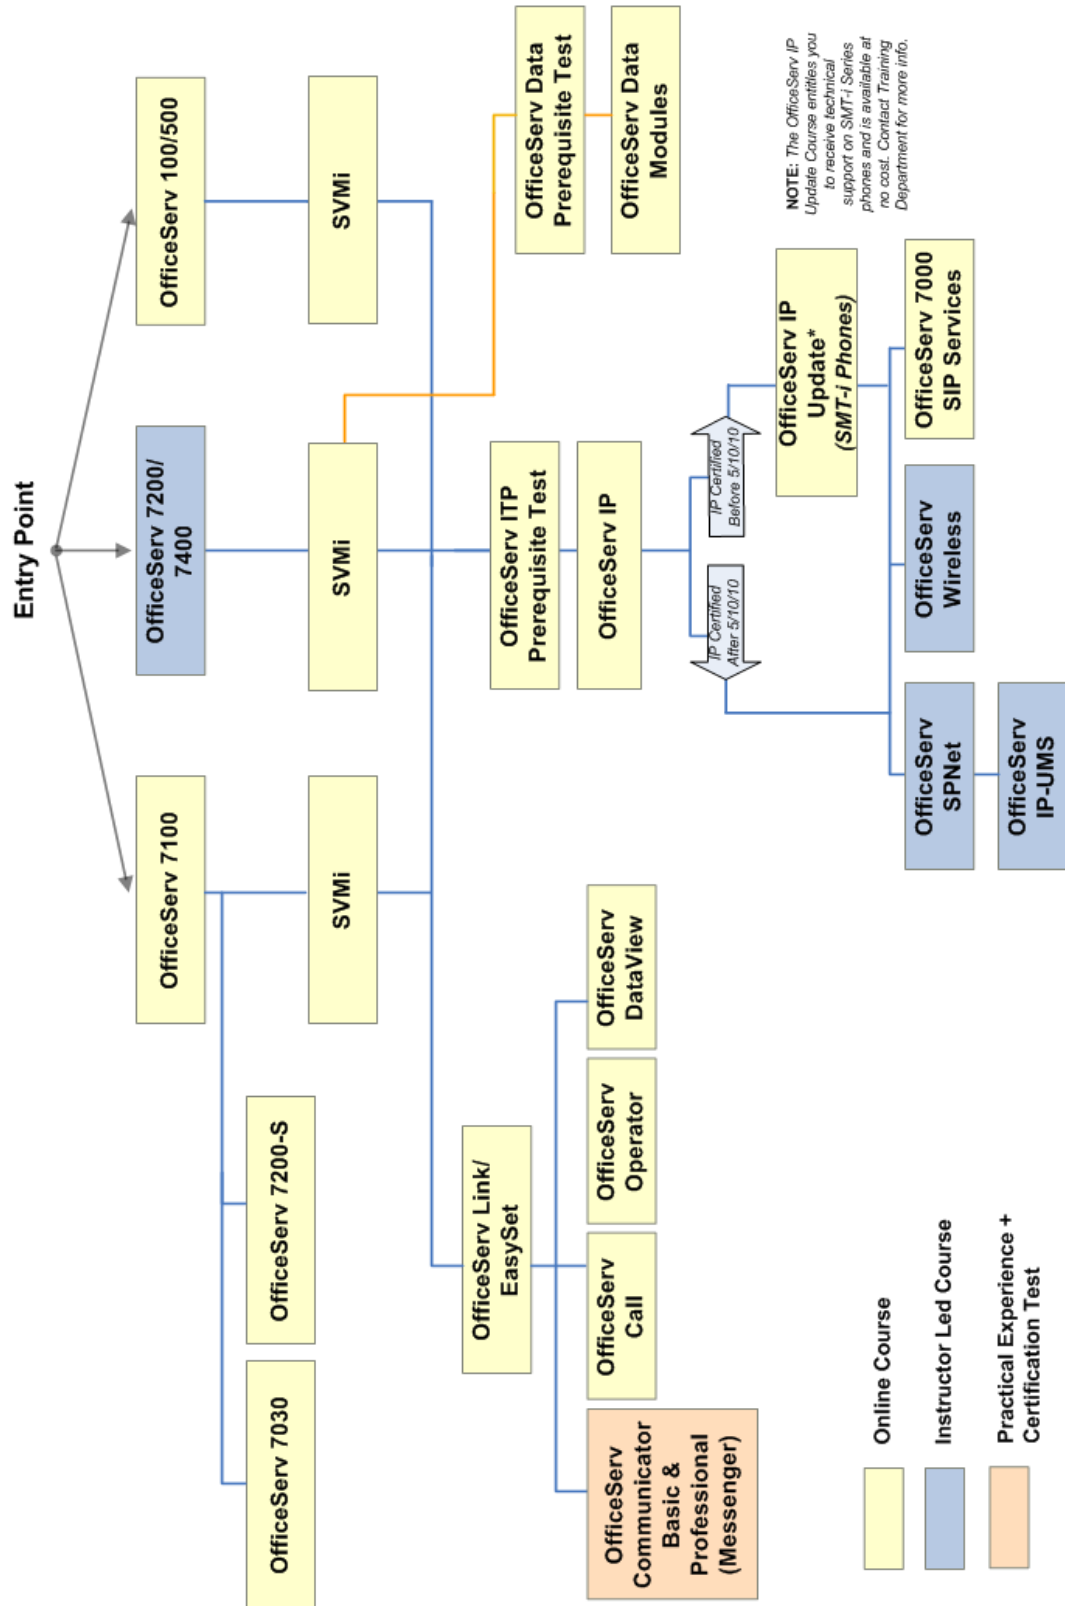 Entry Point
OfficeServ 7100
OfficeServ 7200/
7400
OfficeServ 100/500
OfficeServ 7030
OfficeServ 7200-S
SVMi
SVMi
SVMi
OfficeServ Link/
EasySet
OfficeServ ITP
Prerequisite Test
OfficeServ Data
Prerequisite Test
OfficeServ IP
OfficeServ Data
Modules
OfficeServ
Communicator
Basic &
Professional
(Messenger)
OfficeServ
Call
OfficeServ
Operator
OfficeServ
DataView
IP Certified
After 5/10/10
IP Certified
Before 5/10/10
OfficeServ IP
Update*
(SMT-i Phones)
NOTE: The OfficeServ IP
Update Course entities you
to receive technical
support on SMT-i Series
phones and is available at
no cost. Contact Training
Department for more info.
OfficeServ
SPNet
OfficeServ
Wireless
OfficeServ 7000
SIP Services
OfficeServ
IP-UMS
Online Course
Instructor Led Course
Practical Experience +
Certification Test